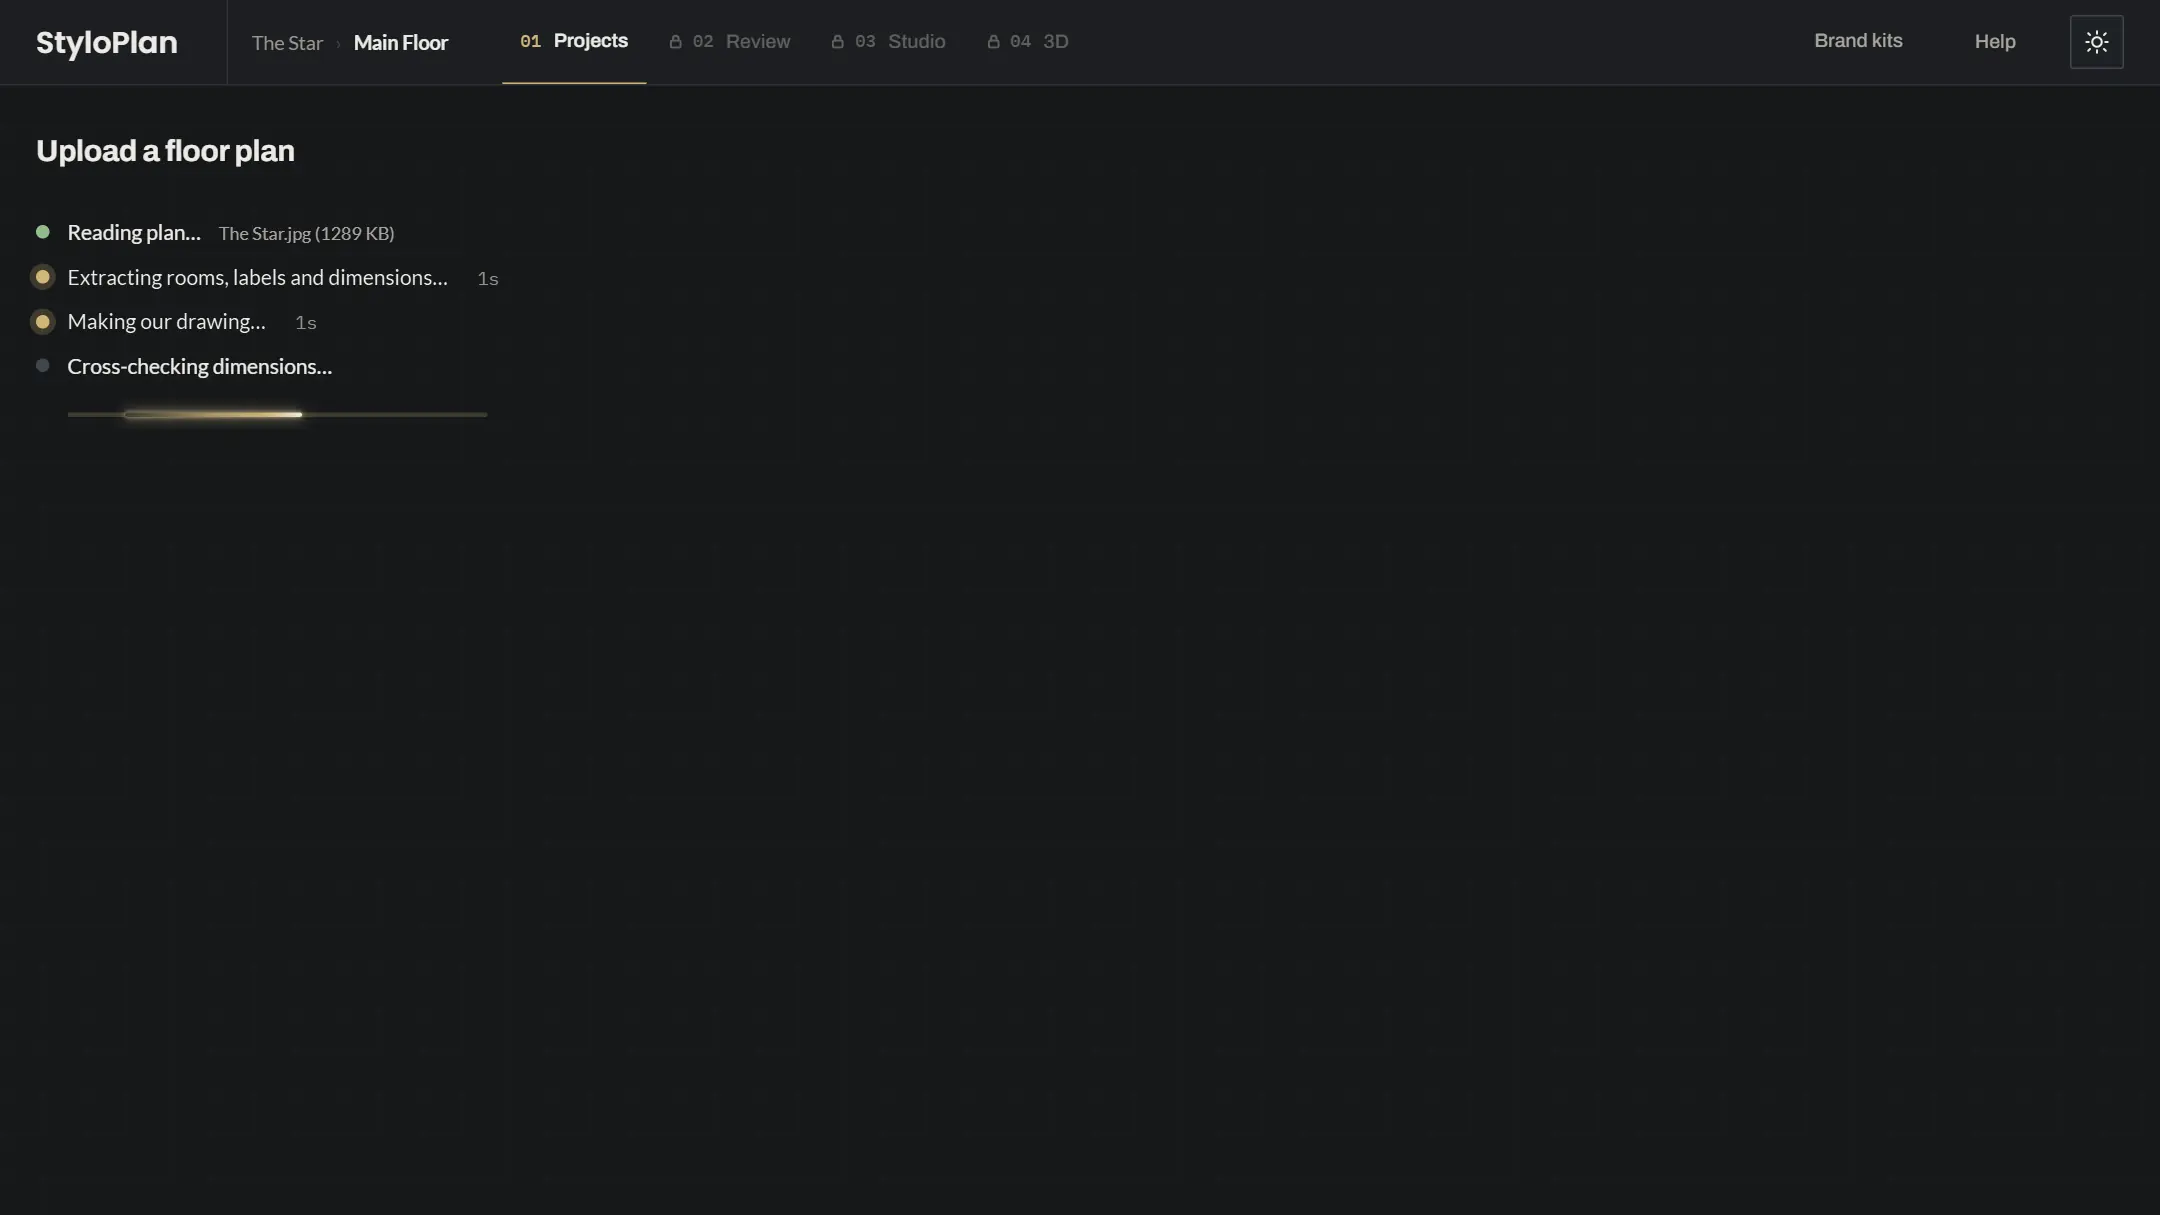 StyloPlan
The Star › Main Floor
01 Projects
02 Review
03 Studio
04 3D
Brand kits
Help
Upload a floor plan
Reading plan... The Star.jpg (1289 KB)
Extracting rooms, labels and dimensions... 1s
Making our drawing... 1s
Cross-checking dimensions...